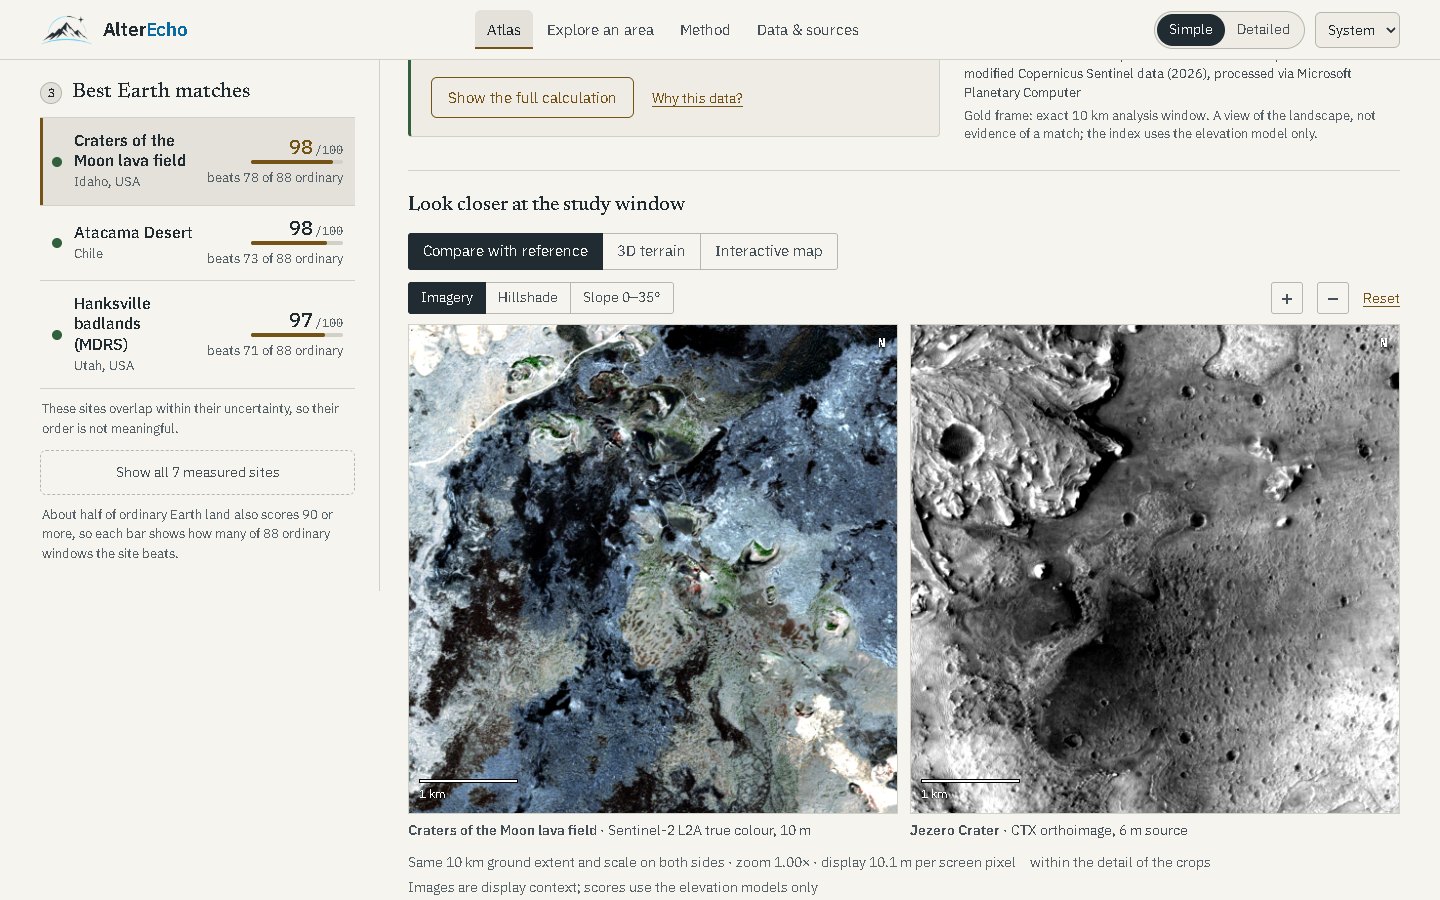 AlterEcho
Atlas
Explore an area
Method
Data & sources
Simple
Detailed
System
3 Best Earth matches
Craters of the
Moon lava field
Idaho, USA
98 /100
beats 78 of 88 ordinary
Atacama Desert
Chile
98 /100
beats 73 of 88 ordinary
Hanksville
badlands
(MDRS)
Utah, USA
97 /100
beats 71 of 88 ordinary
These sites overlap within their uncertainty, so their
order is not meaningful.
Show all 7 measured sites
About half of ordinary Earth land also scores 90 or
more, so each bar shows how many of 88 ordinary
windows the site beats.
Show the full calculation
Why this data?
modified Copernicus Sentinel data (2026), processed via Microsoft
Planetary Computer
Gold frame: exact 10 km analysis window. A view of the landscape, not
evidence of a match; the index uses the elevation model only.
Look closer at the study window
Compare with reference
3D terrain
Interactive map
Imagery
Hillshade
Slope 0–35°
+
−
Reset
N
1 km
N
1 km
Craters of the Moon lava field · Sentinel-2 L2A true colour, 10 m
Jezero Crater · CTX orthoimage, 6 m source
Same 10 km ground extent and scale on both sides · zoom 1.00× · display 10.1 m per screen pixel within the detail of the crops
Images are display context; scores use the elevation models only